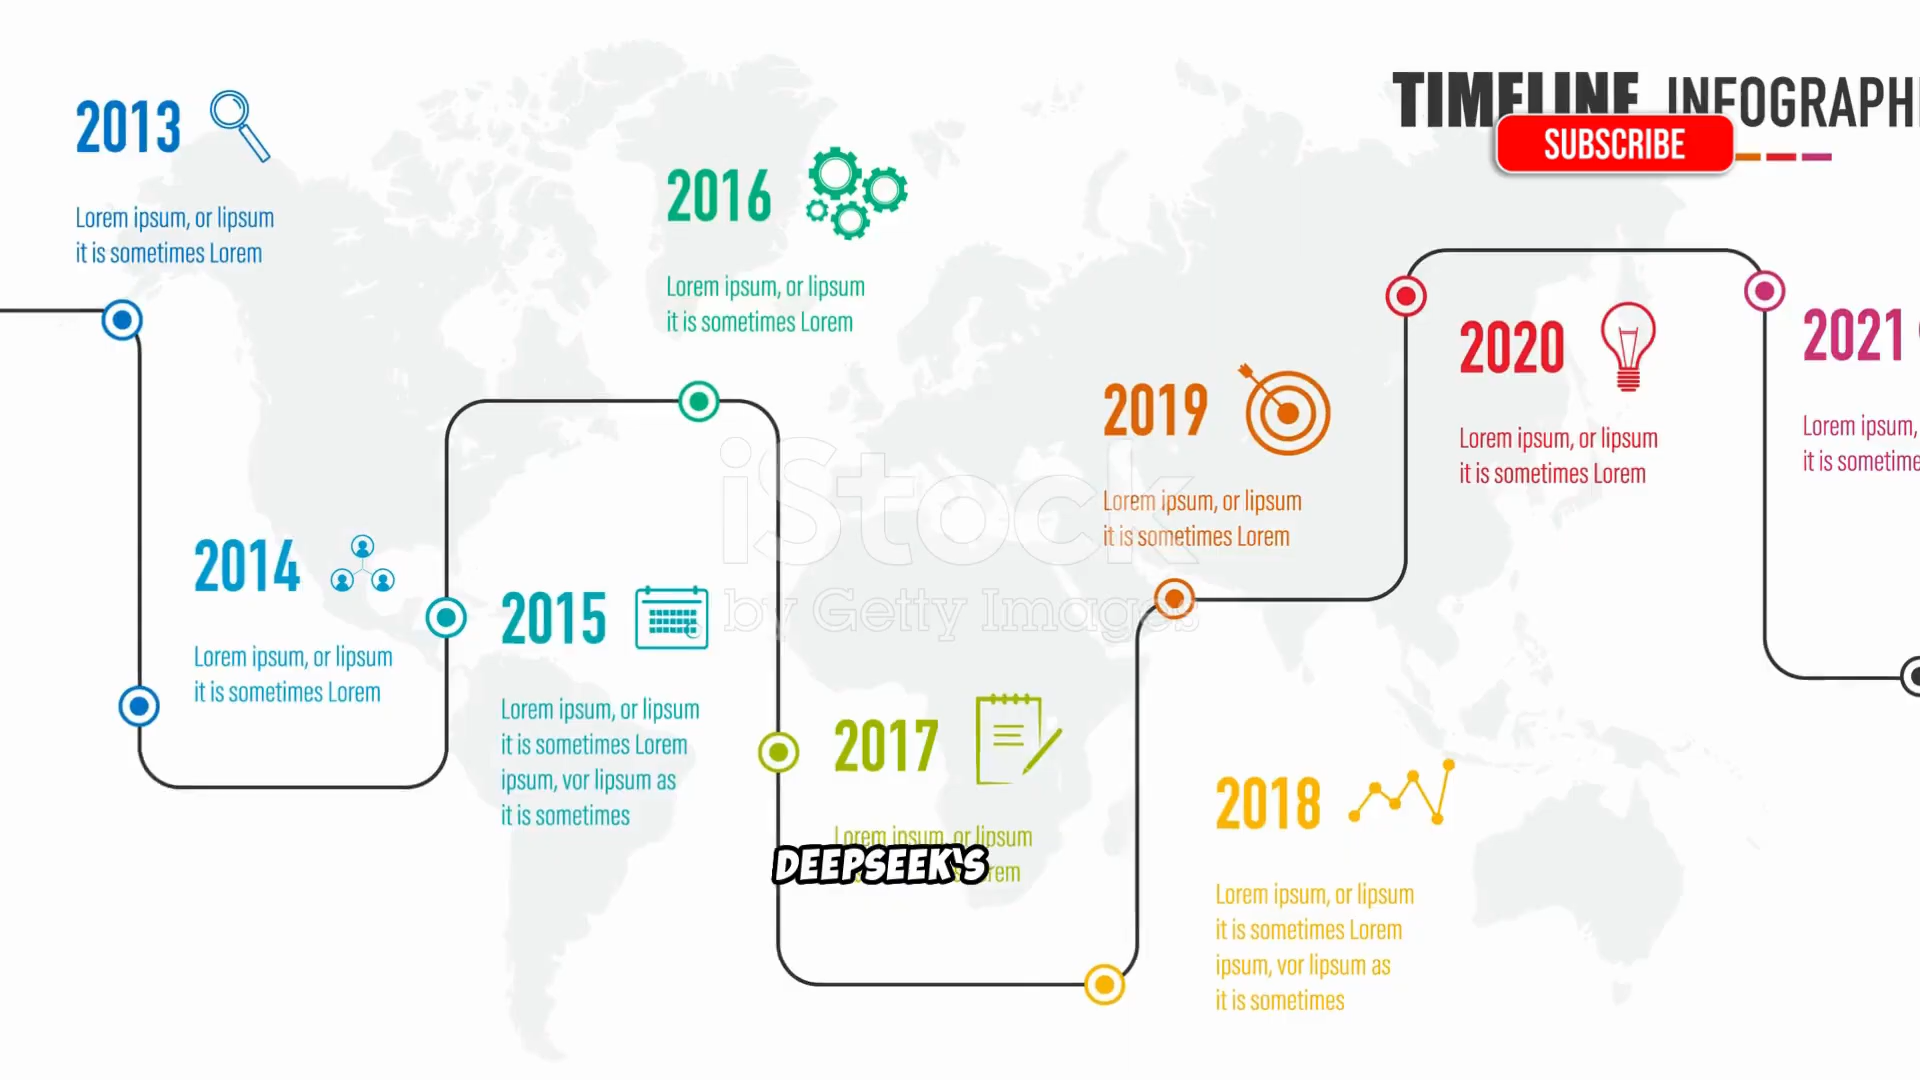 TIMELINE INFOGRAPHI
SUBSCRIBE
2013
Lorem ipsum, or lipsum
it is sometimes Lorem
2016
Lorem ipsum, or lipsum
it is sometimes Lorem
2020
Lorem ipsum, or lipsum
it is sometimes Lorem
2021
Lorem ipsum,
it is sometime
2019
Lorem ipsum, or lipsum
it is sometimes Lorem
iStock
by Getty Images
2014
Lorem ipsum, or lipsum
it is sometimes Lorem
2015
Lorem ipsum, or lipsum
it is sometimes Lorem
ipsum, vor lipsum as
it is sometimes
2017
Lorem ipsum, or lipsum
rem
DEEPSEEK'S
2018
Lorem ipsum, or lipsum
it is sometimes Lorem
ipsum, vor lipsum as
it is sometimes